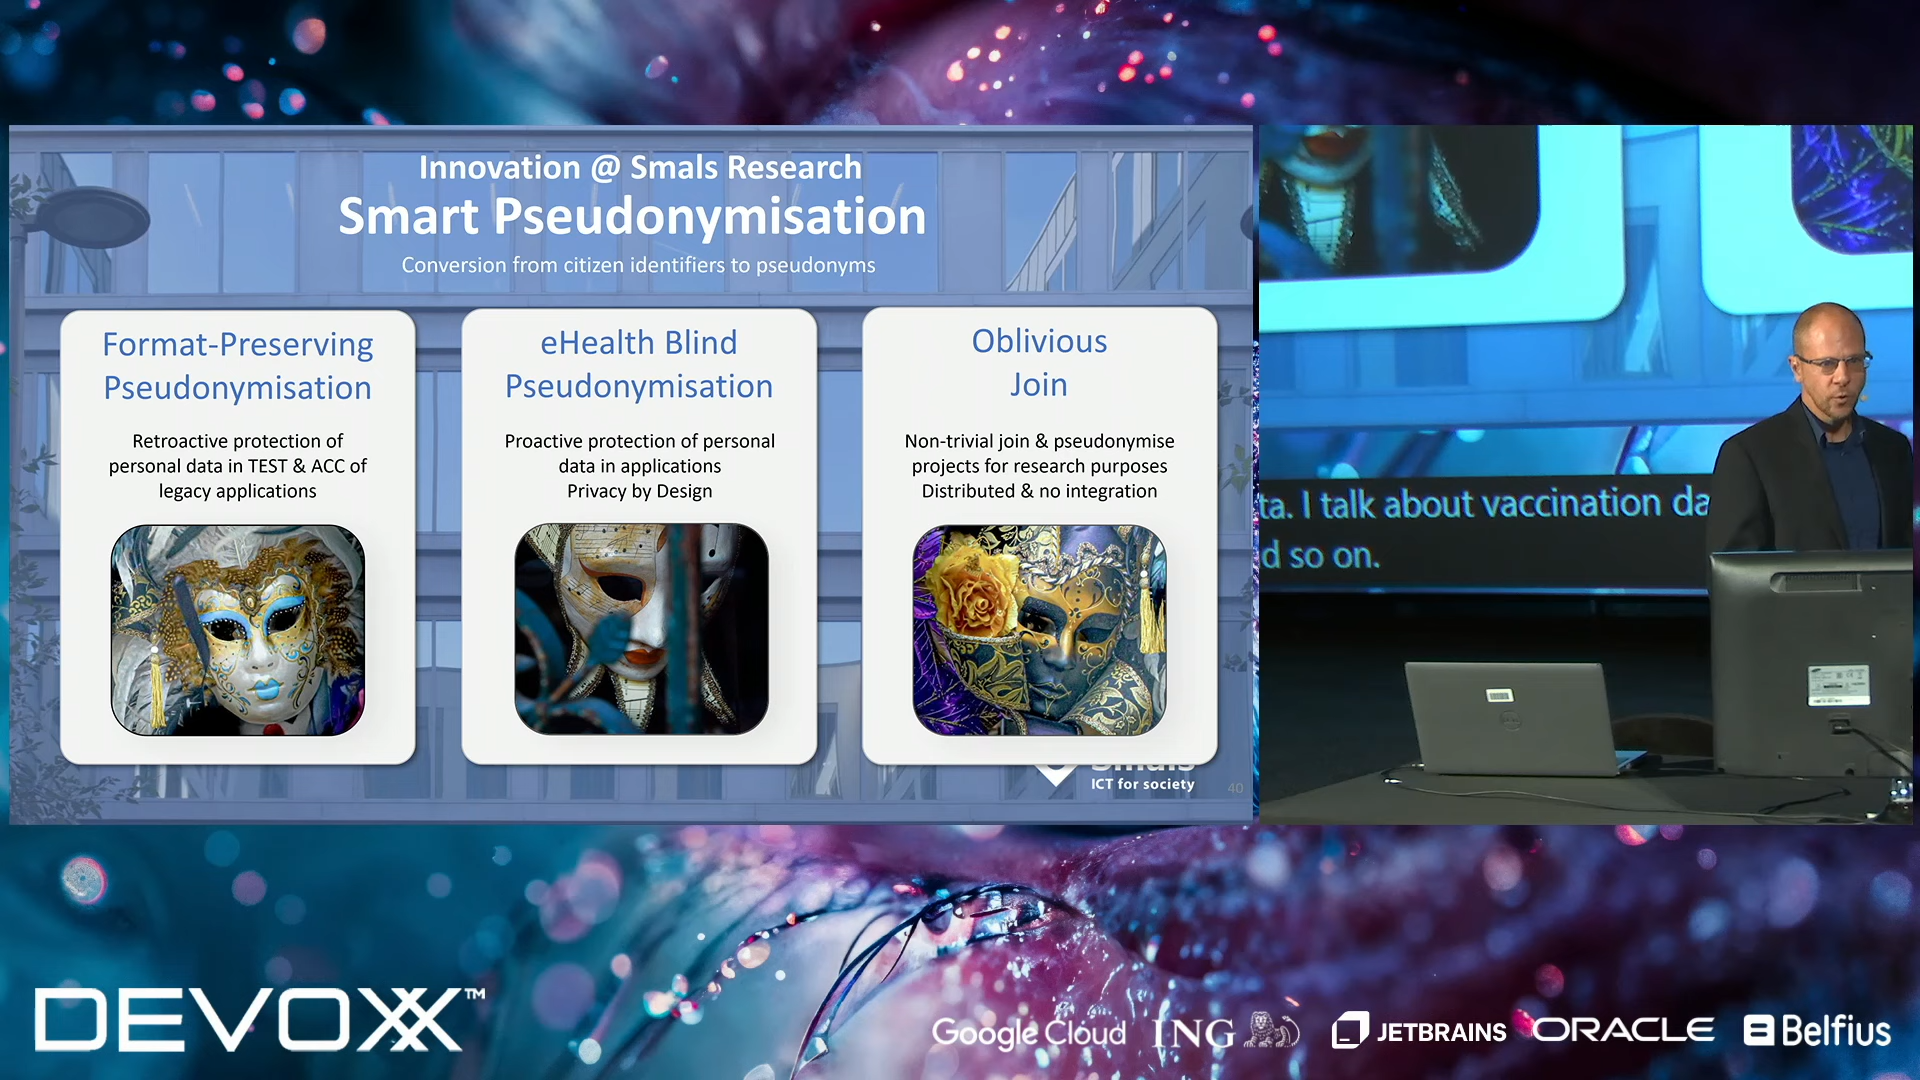 Innovation @ Smals Research
Smart Pseudonymisation
Conversion from citizen identifiers to pseudonyms
Format-Preserving
Pseudonymisation
Retroactive protection of
personal data in TEST & ACC of
legacy applications
eHealth Blind
Pseudonymisation
Proactive protection of personal
data in applications
Privacy by Design
Oblivious
Join
Non-trivial join & pseudonymise
projects for research purposes
Distributed & no integration
ICT for society
40
ta. I talk about vaccination da
d so on.
DEVOXX™
Google Cloud
ING
JETBRAINS
ORACLE
Belfius